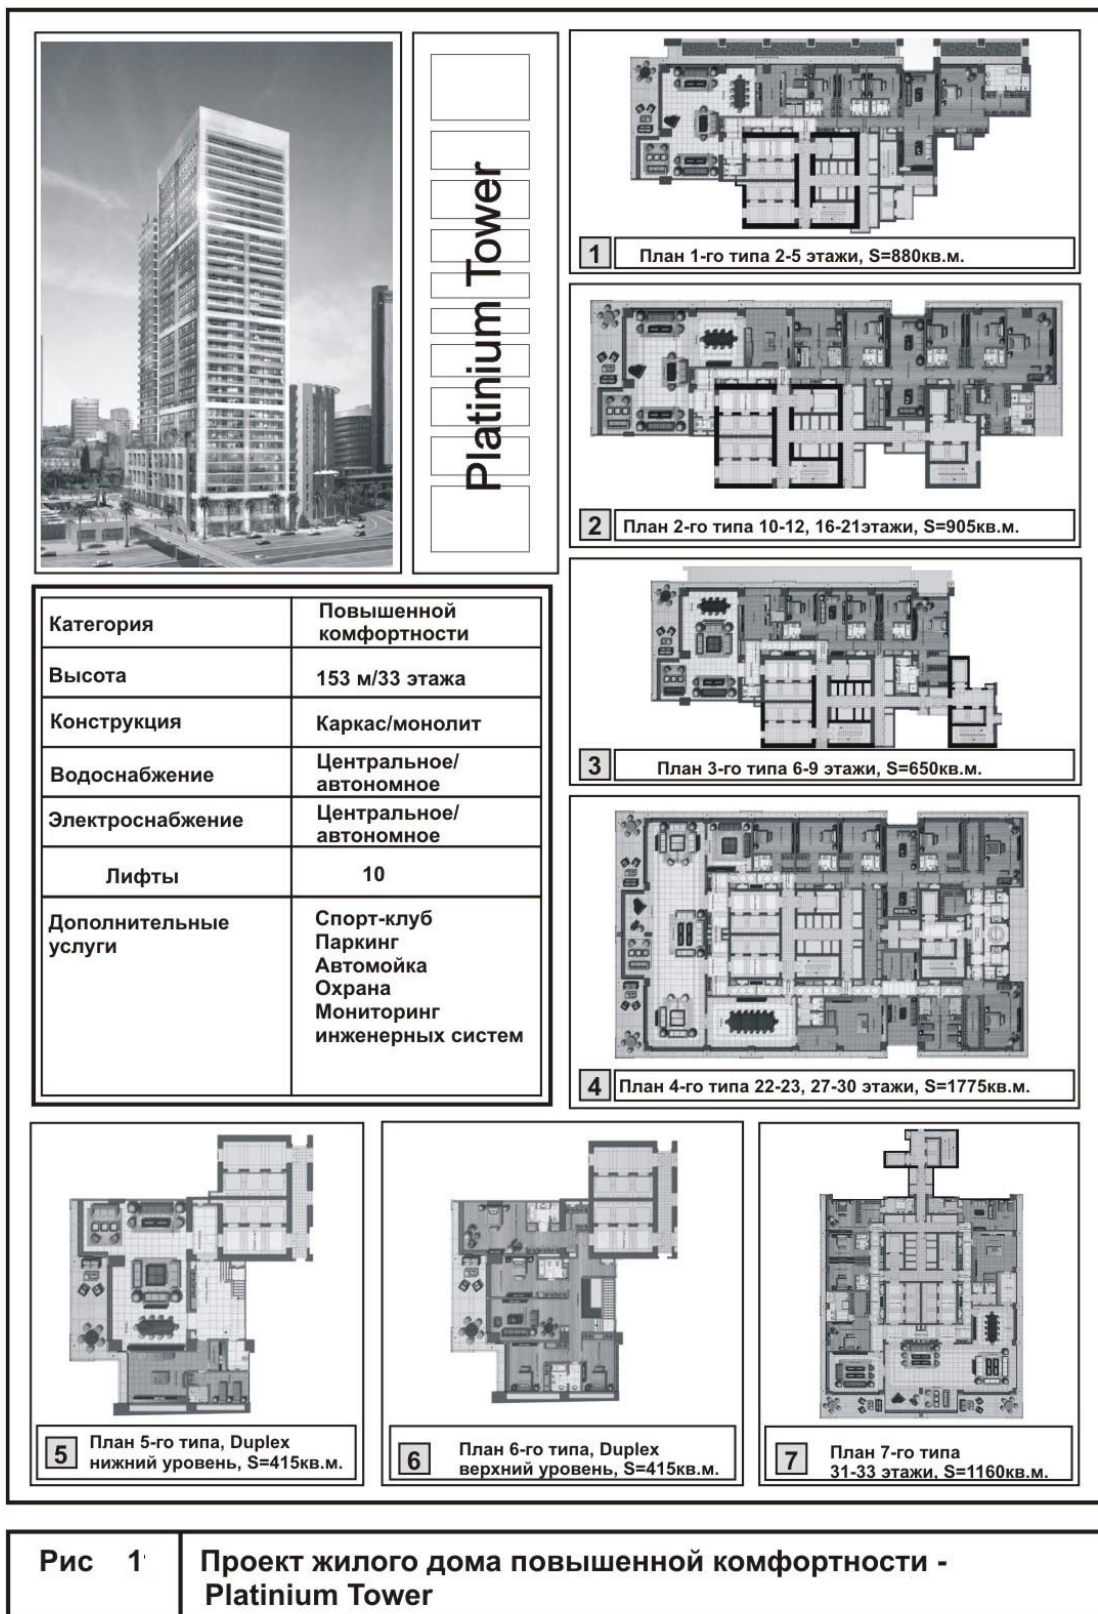 Platinium Tower
1
План 1-го типа 2-5 этажи, S=880кв.м.
2
План 2-го типа 10-12, 16-21этажи, S=905кв.м.
3
План 3-го типа 6-9 этажи, S=650кв.м.
4
План 4-го типа 22-23, 27-30 этажи, S=1775кв.м.
Категория
Повышенной
комфортности
Высота
153 м/33 этажа
Конструкция
Каркас/монолит
Водоснабжение
Центральное/
автономное
Электроснабжение
Центральное/
автономное
Лифты
10
Дополнительные
услуги
Спорт-клуб
Паркинг
Автомойка
Охрана
Мониторинг
инженерных систем
5
План 5-го типа, Duplex
нижний уровень, S=415кв.м.
6
План 6-го типа, Duplex
верхний уровень, S=415кв.м.
7
План 7-го типа
31-33 этажи, S=1160кв.м.
Рис 1
Проект жилого дома повышенной комфортности -
Platinium Tower